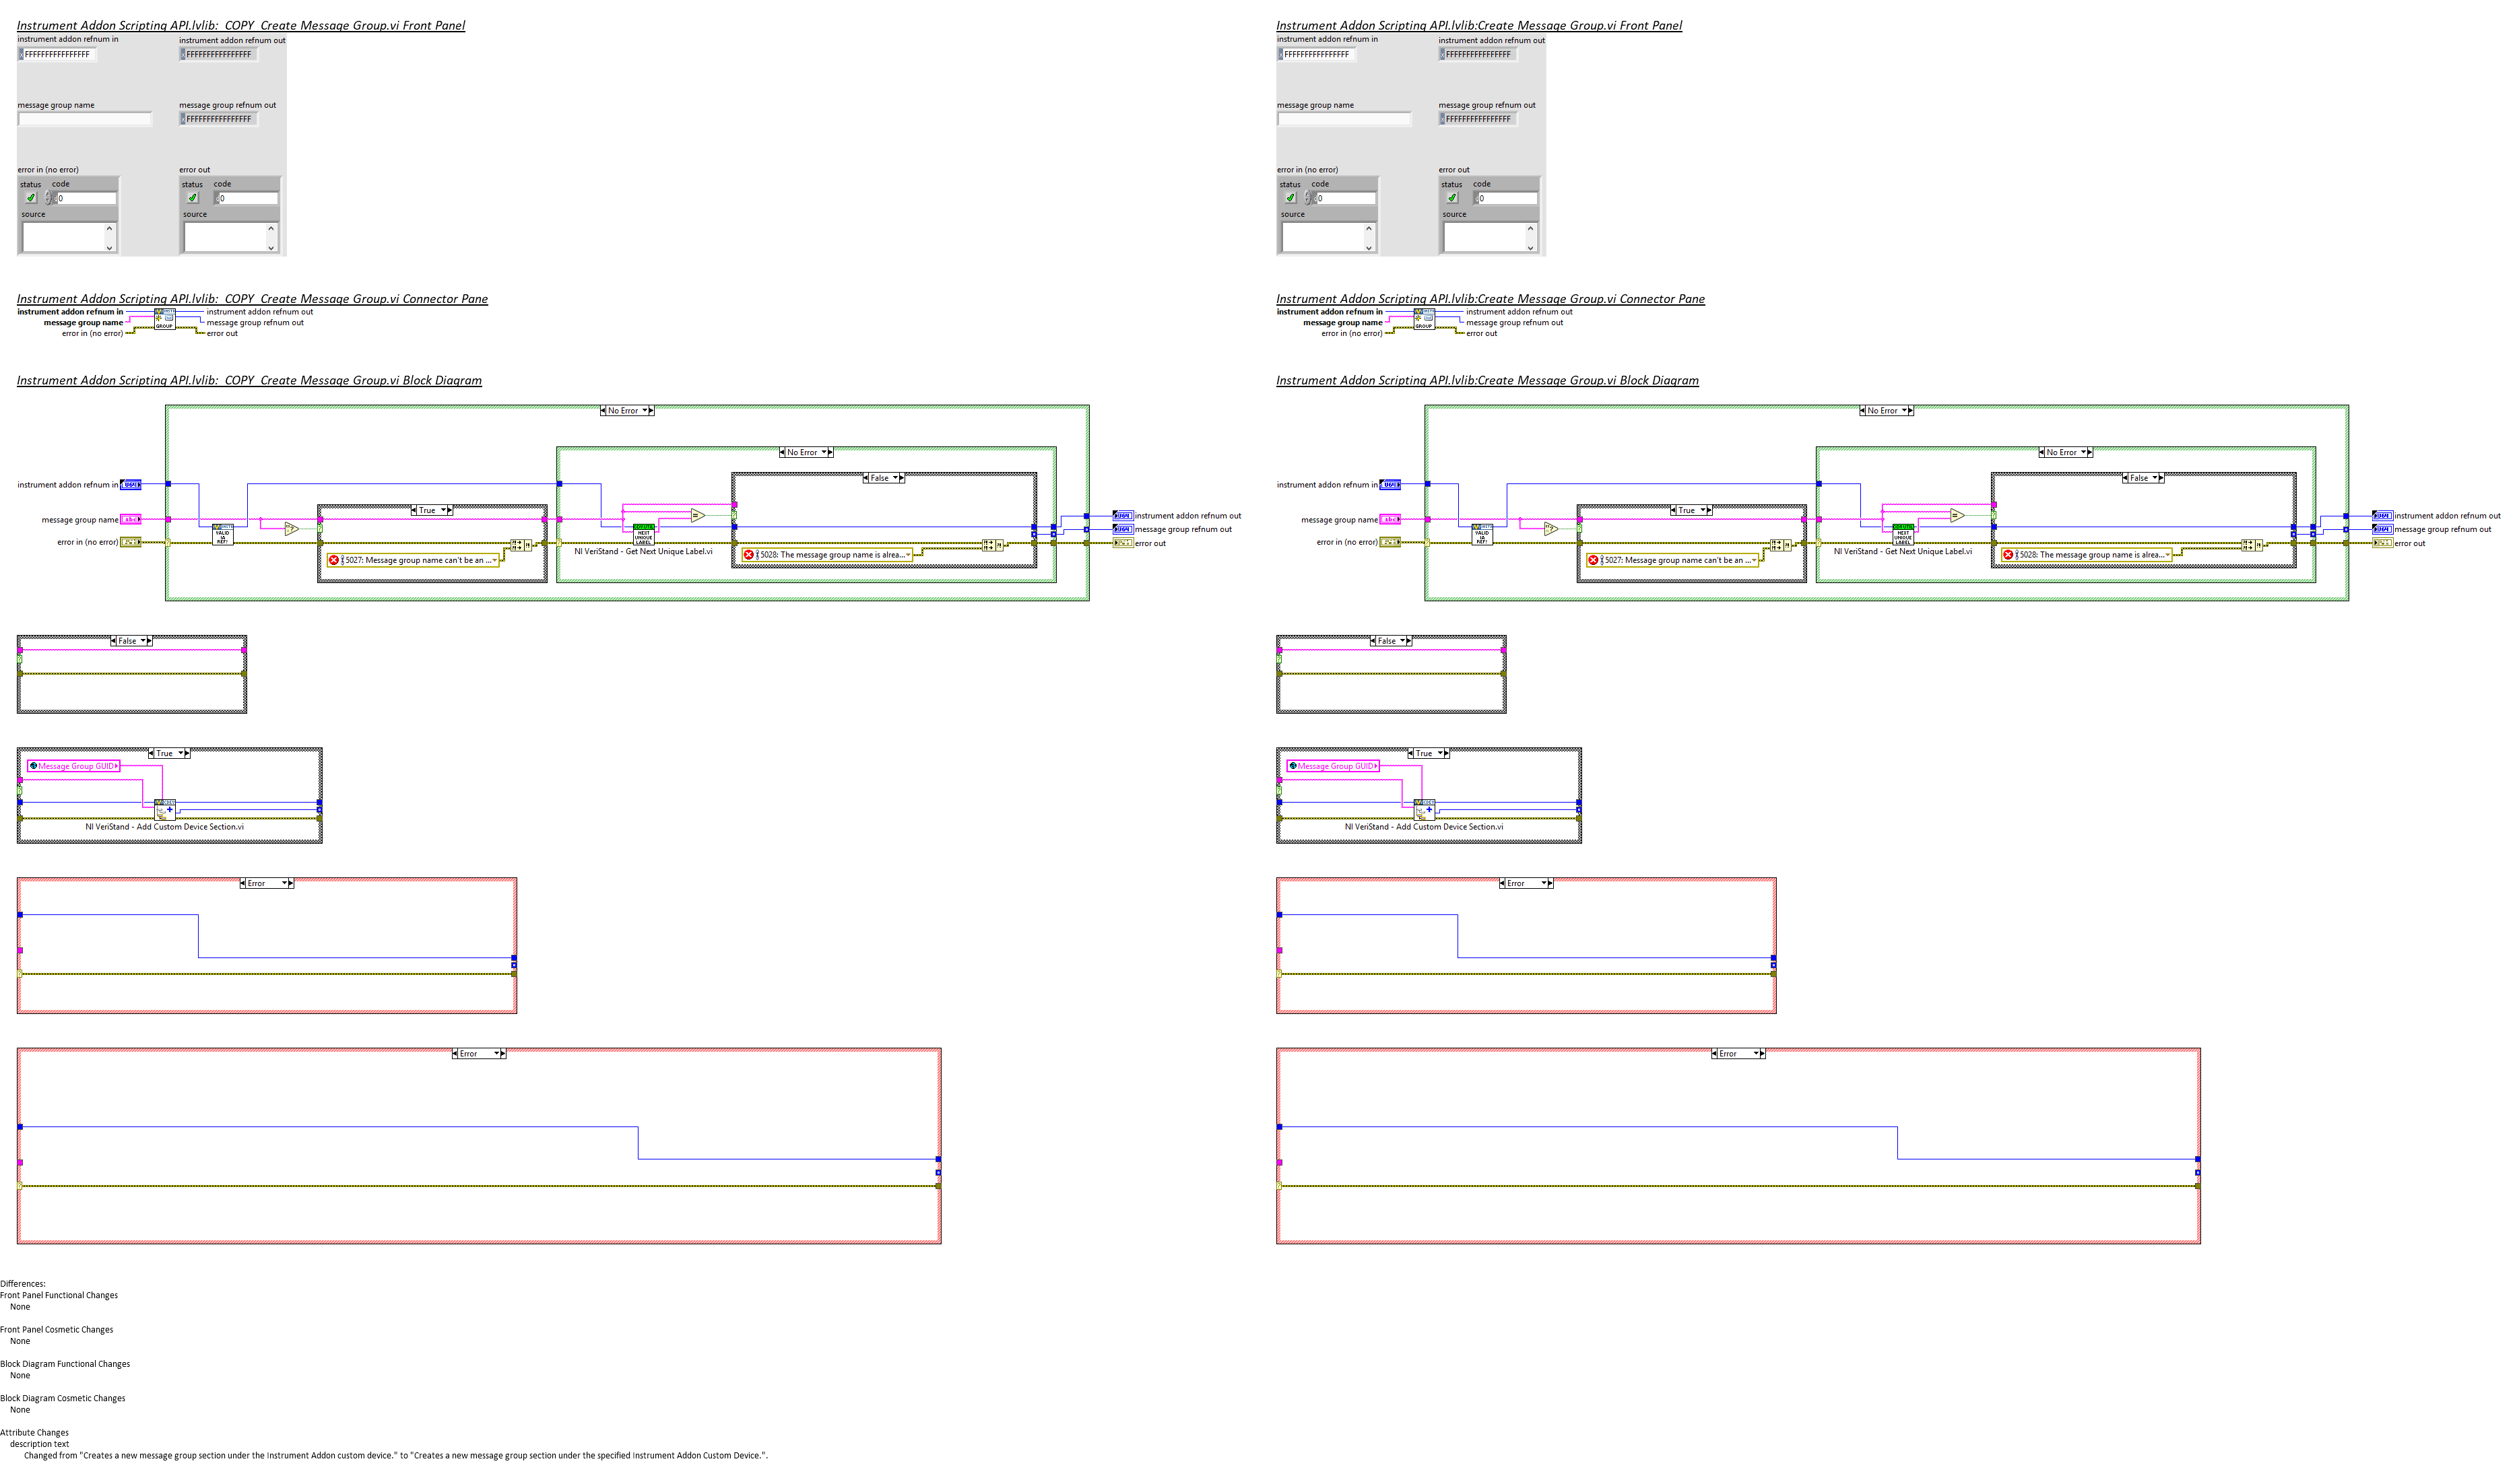 Instrument Addon Scripting API.lvlib:_COPY_Create Message Group.vi Front Panel
instrument addon refnum in
instrument addon refnum out
FFFFFFFFFFFFFFFF
FFFFFFFFFFFFFFFF
message group name
message group refnum out
FFFFFFFFFFFFFFFF
error in (no error)
error out
status code
status code
0
0
source
source
Instrument Addon Scripting API.lvlib:Create Message Group.vi Front Panel
instrument addon refnum in
instrument addon refnum out
FFFFFFFFFFFFFFFF
FFFFFFFFFFFFFFFF
message group name
message group refnum out
FFFFFFFFFFFFFFFF
error in (no error)
error out
status code
status code
0
0
source
source
Instrument Addon Scripting API.lvlib:_COPY_Create Message Group.vi Connector Pane
instrument addon refnum in
instrument addon refnum out
message group name
message group refnum out
error in (no error)
error out
GROUP
Instrument Addon Scripting API.lvlib:Create Message Group.vi Connector Pane
instrument addon refnum in
instrument addon refnum out
message group name
message group refnum out
error in (no error)
error out
GROUP
Instrument Addon Scripting API.lvlib:_COPY_Create Message Group.vi Block Diagram
No Error
No Error
False
instrument addon refnum in
True
message group name
instrument addon refnum out
message group refnum out
error in (no error)
error out
VALID
REF?
NEXT
UNIQUE
LABEL
abc
=
NI VeriStand - Get Next Unique Label.vi
5027: Message group name can't be an ...
5028: The message group name is alrea...
False
True
Message Group GUID
NI VeriStand - Add Custom Device Section.vi
Error
Error
Instrument Addon Scripting API.lvlib:Create Message Group.vi Block Diagram
No Error
No Error
False
instrument addon refnum in
True
message group name
instrument addon refnum out
message group refnum out
error in (no error)
error out
VALID
REF?
NEXT
UNIQUE
LABEL
abc
=
NI VeriStand - Get Next Unique Label.vi
5027: Message group name can't be an ...
5028: The message group name is alrea...
False
True
Message Group GUID
NI VeriStand - Add Custom Device Section.vi
Error
Error
Differences:
Front Panel Functional Changes
None
Front Panel Cosmetic Changes
None
Block Diagram Functional Changes
None
Block Diagram Cosmetic Changes
None
Attribute Changes
description text
Changed from "Creates a new message group section under the Instrument Addon custom device." to "Creates a new message group section under the specified Instrument Addon Custom Device.".